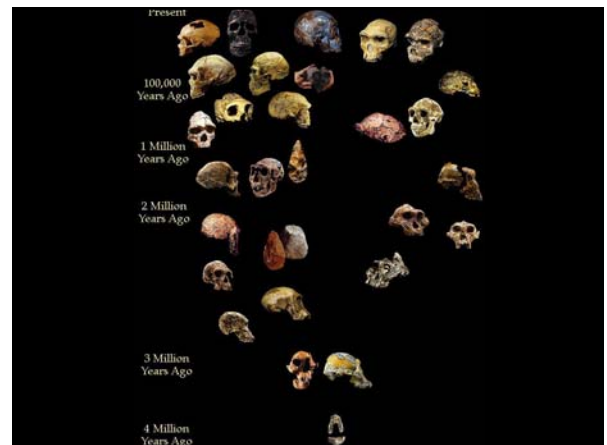 Present
100,000
Years Ago
1 Million
Years Ago
2 Million
Years Ago
3 Million
Years Ago
4 Million
Years Ago